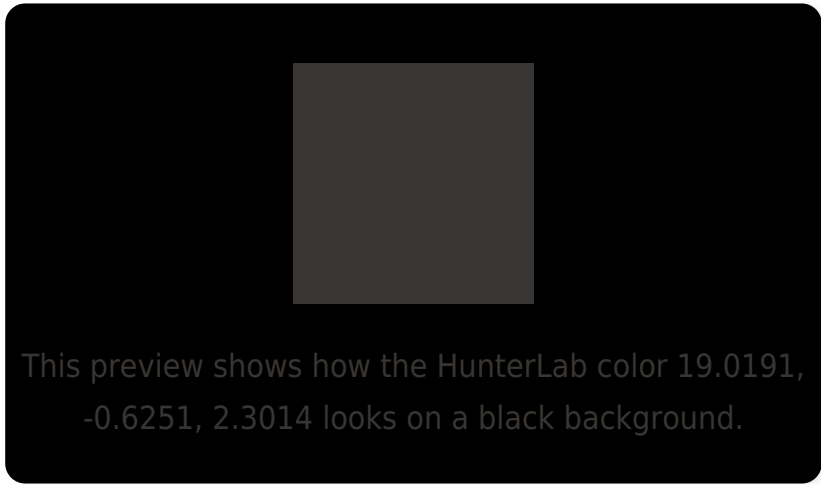 This preview shows how the HunterLab color 19.0191,
-0.6251, 2.3014 looks on a black background.